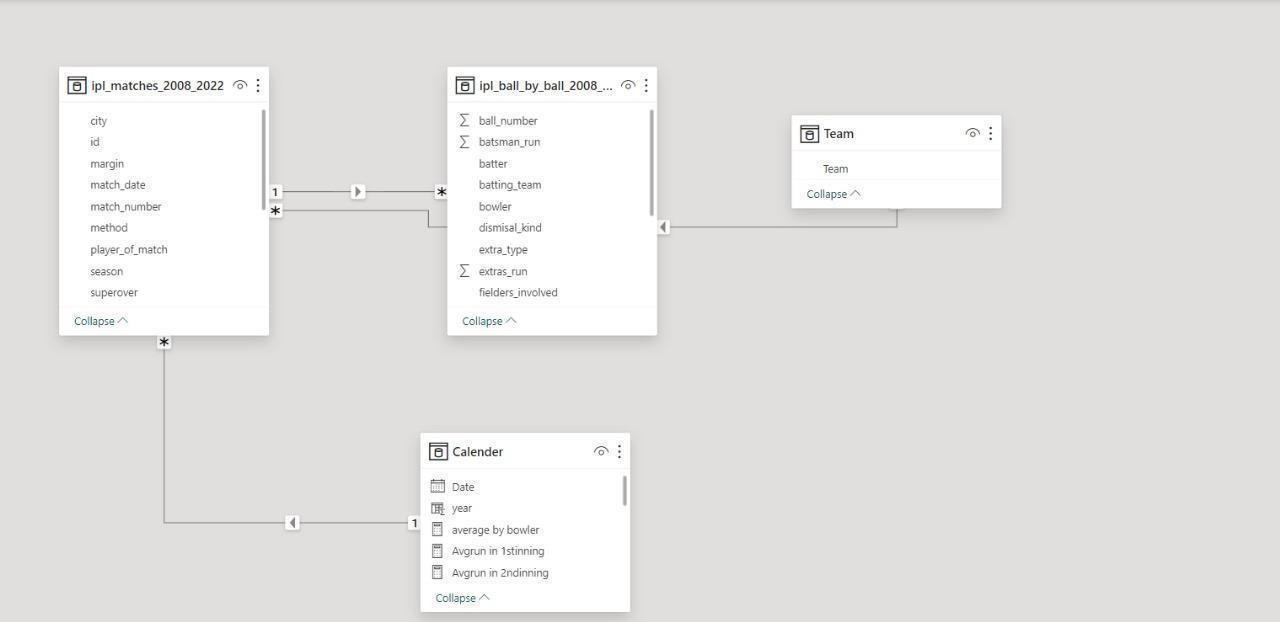 ipl_matches_2008_2022
city
id
margin
match_date
match_number
method
player_of_match
season
superover
Collapse
1
*
*
*
ipl_ball_by_ball_2008_...
ball_number
batsman_run
batter
batting_team
bowler
dismisal_kind
extra_type
extras_run
fielders_involved
Collapse
Team
Team
Collapse
Calender
Date
year
average by bowler
Avgrun in 1stinning
Avgrun in 2ndinning
Collapse
1